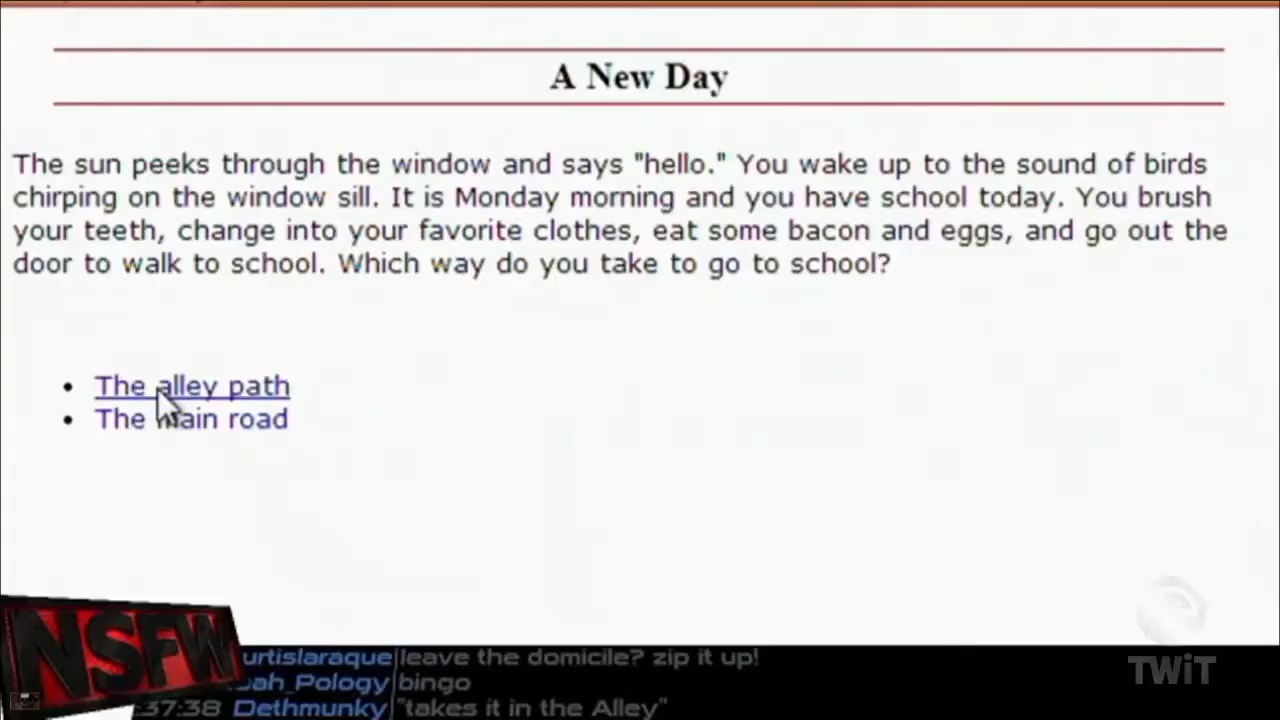 A New Day
The sun peeks through the window and says "hello." You wake up to the sound of birds
chirping on the window sill. It is Monday morning and you have school today. You brush
your teeth, change into your favorite clothes, eat some bacon and eggs, and go out the
door to walk to school. Which way do you take to go to school?
The alley path
The main road
NSFW
urtislaraque leave the domicile? zip it up!
ah_Pology bingo
37:38 Dethmunky "takes it in the Alley"
TWiT